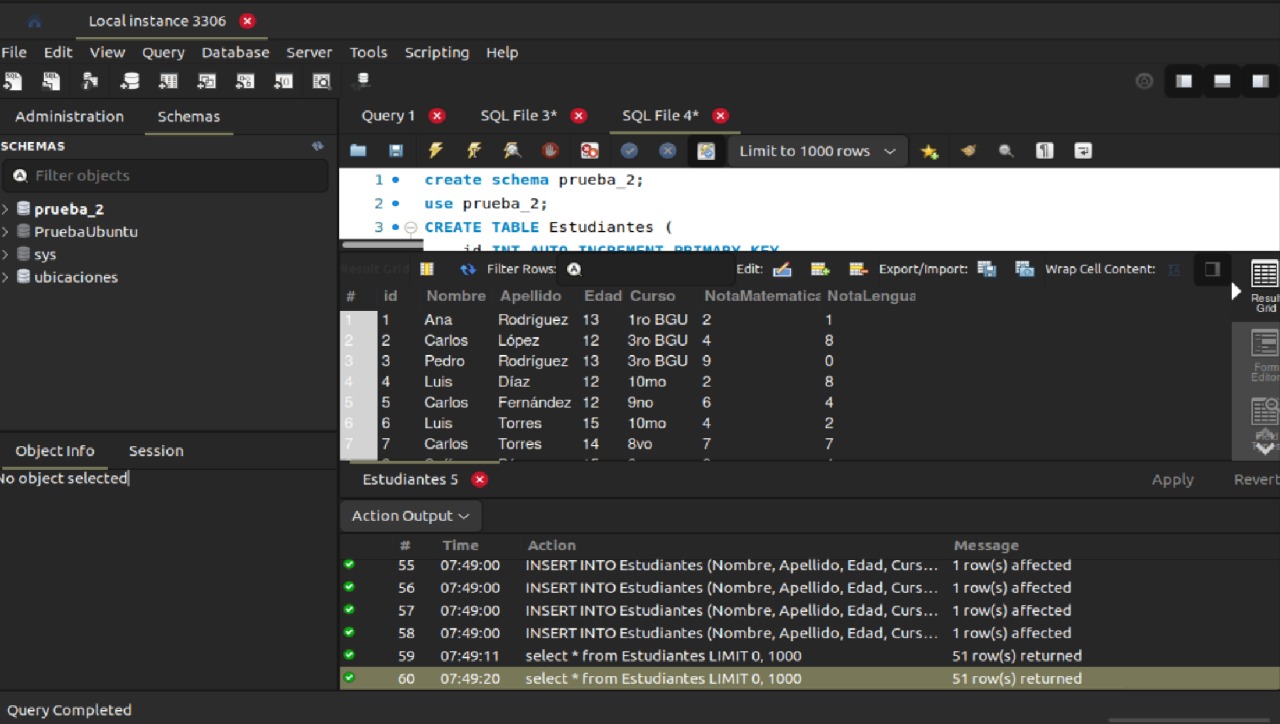 Local instance 3306
File Edit View Query Database Server Tools Scripting Help
Administration Schemas
Query 1 SQL File 3* SQL File 4*
SCHEMAS
Filter objects
prueba_2
PruebaUbuntu
sys
ubicaciones
Limit to 1000 rows
1 create schema prueba_2;
2 use prueba_2;
3 CREATE TABLE Estudiantes (
id INT AUTO_INCREMENT PRIMARY KEY
Result Grid Filter Rows: Edit: Export/Import: Wrap Cell Content:
# id Nombre Apellido Edad Curso NotaMatematica NotaLengua
1 1 Ana Rodríguez 13 1ro BGU 2 1
2 2 Carlos López 12 3ro BGU 4 8
3 3 Pedro Rodríguez 13 3ro BGU 9 0
4 4 Luis Díaz 12 10mo 2 8
5 5 Carlos Fernández 12 9no 6 4
6 6 Luis Torres 15 10mo 4 2
7 7 Carlos Torres 14 8vo 7 7
Result
Grid
Form
Editor
Object Info Session
No object selected
Estudiantes 5 Apply Revert
Action Output
# Time Action Message
55 07:49:00 INSERT INTO Estudiantes (Nombre, Apellido, Edad, Curs... 1 row(s) affected
56 07:49:00 INSERT INTO Estudiantes (Nombre, Apellido, Edad, Curs... 1 row(s) affected
57 07:49:00 INSERT INTO Estudiantes (Nombre, Apellido, Edad, Curs... 1 row(s) affected
58 07:49:00 INSERT INTO Estudiantes (Nombre, Apellido, Edad, Curs... 1 row(s) affected
59 07:49:11 select * from Estudiantes LIMIT 0, 1000 51 row(s) returned
60 07:49:20 select * from Estudiantes LIMIT 0, 1000 51 row(s) returned
Query Completed